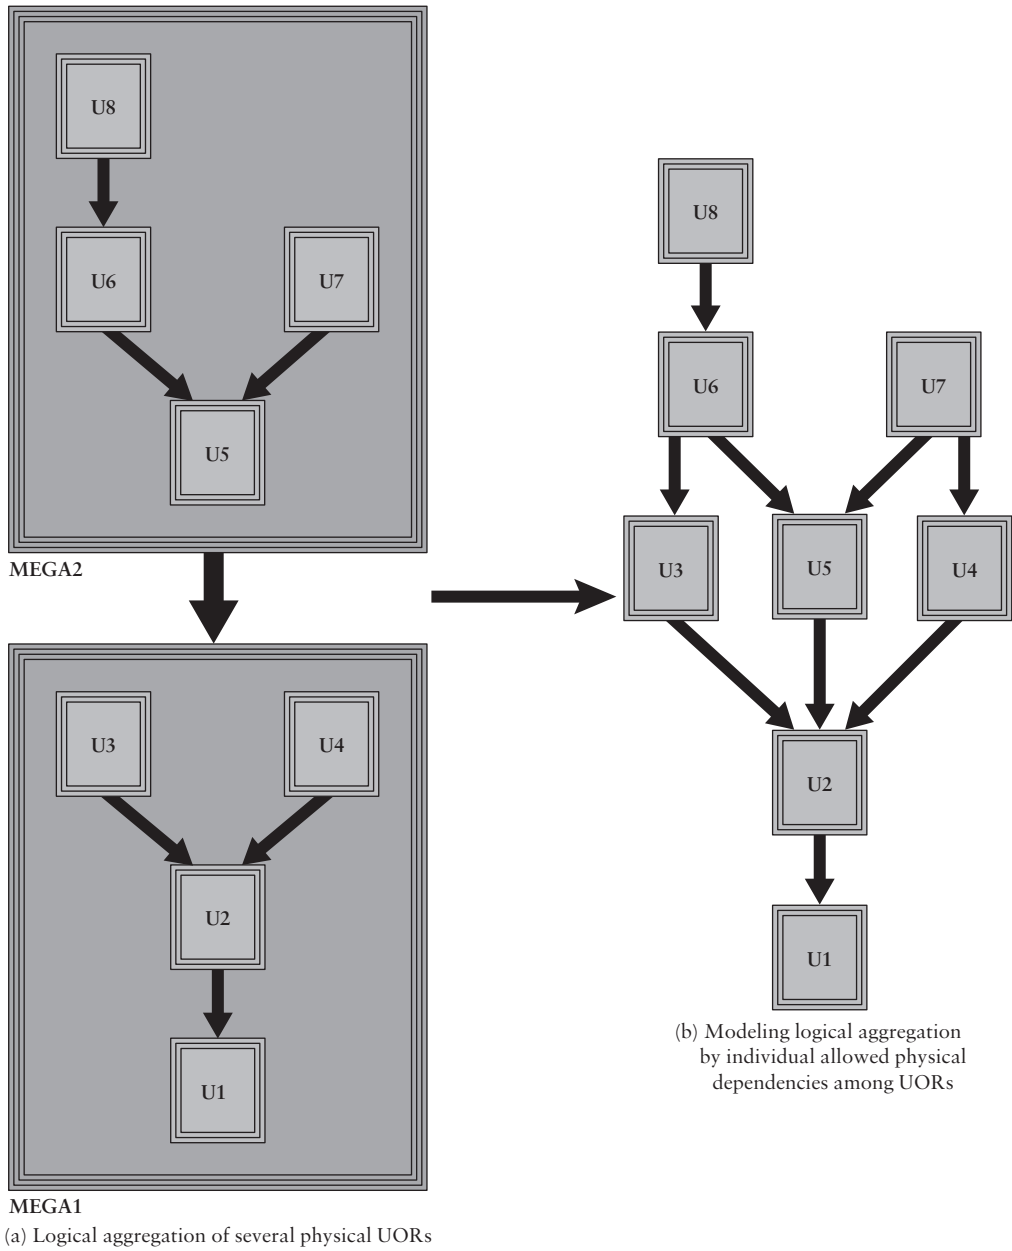 U8
U6
U7
U5
MEGA2
U3
U4
U2
U1
MEGA1
(a) Logical aggregation of several physical UORs
U8
U6
U7
U3
U5
U4
U2
U1
(b) Modeling logical aggregation
by individual allowed physical
dependencies among UORs